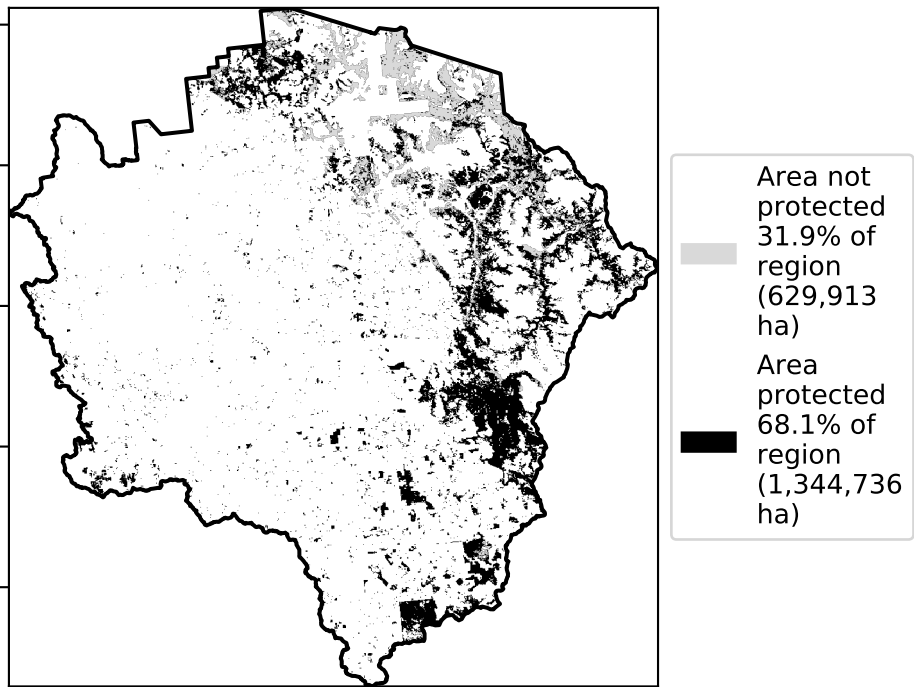 Area not
protected
31.9% of
region
(629,913
ha)
Area
protected
68.1% of
region
(1,344,736
ha)